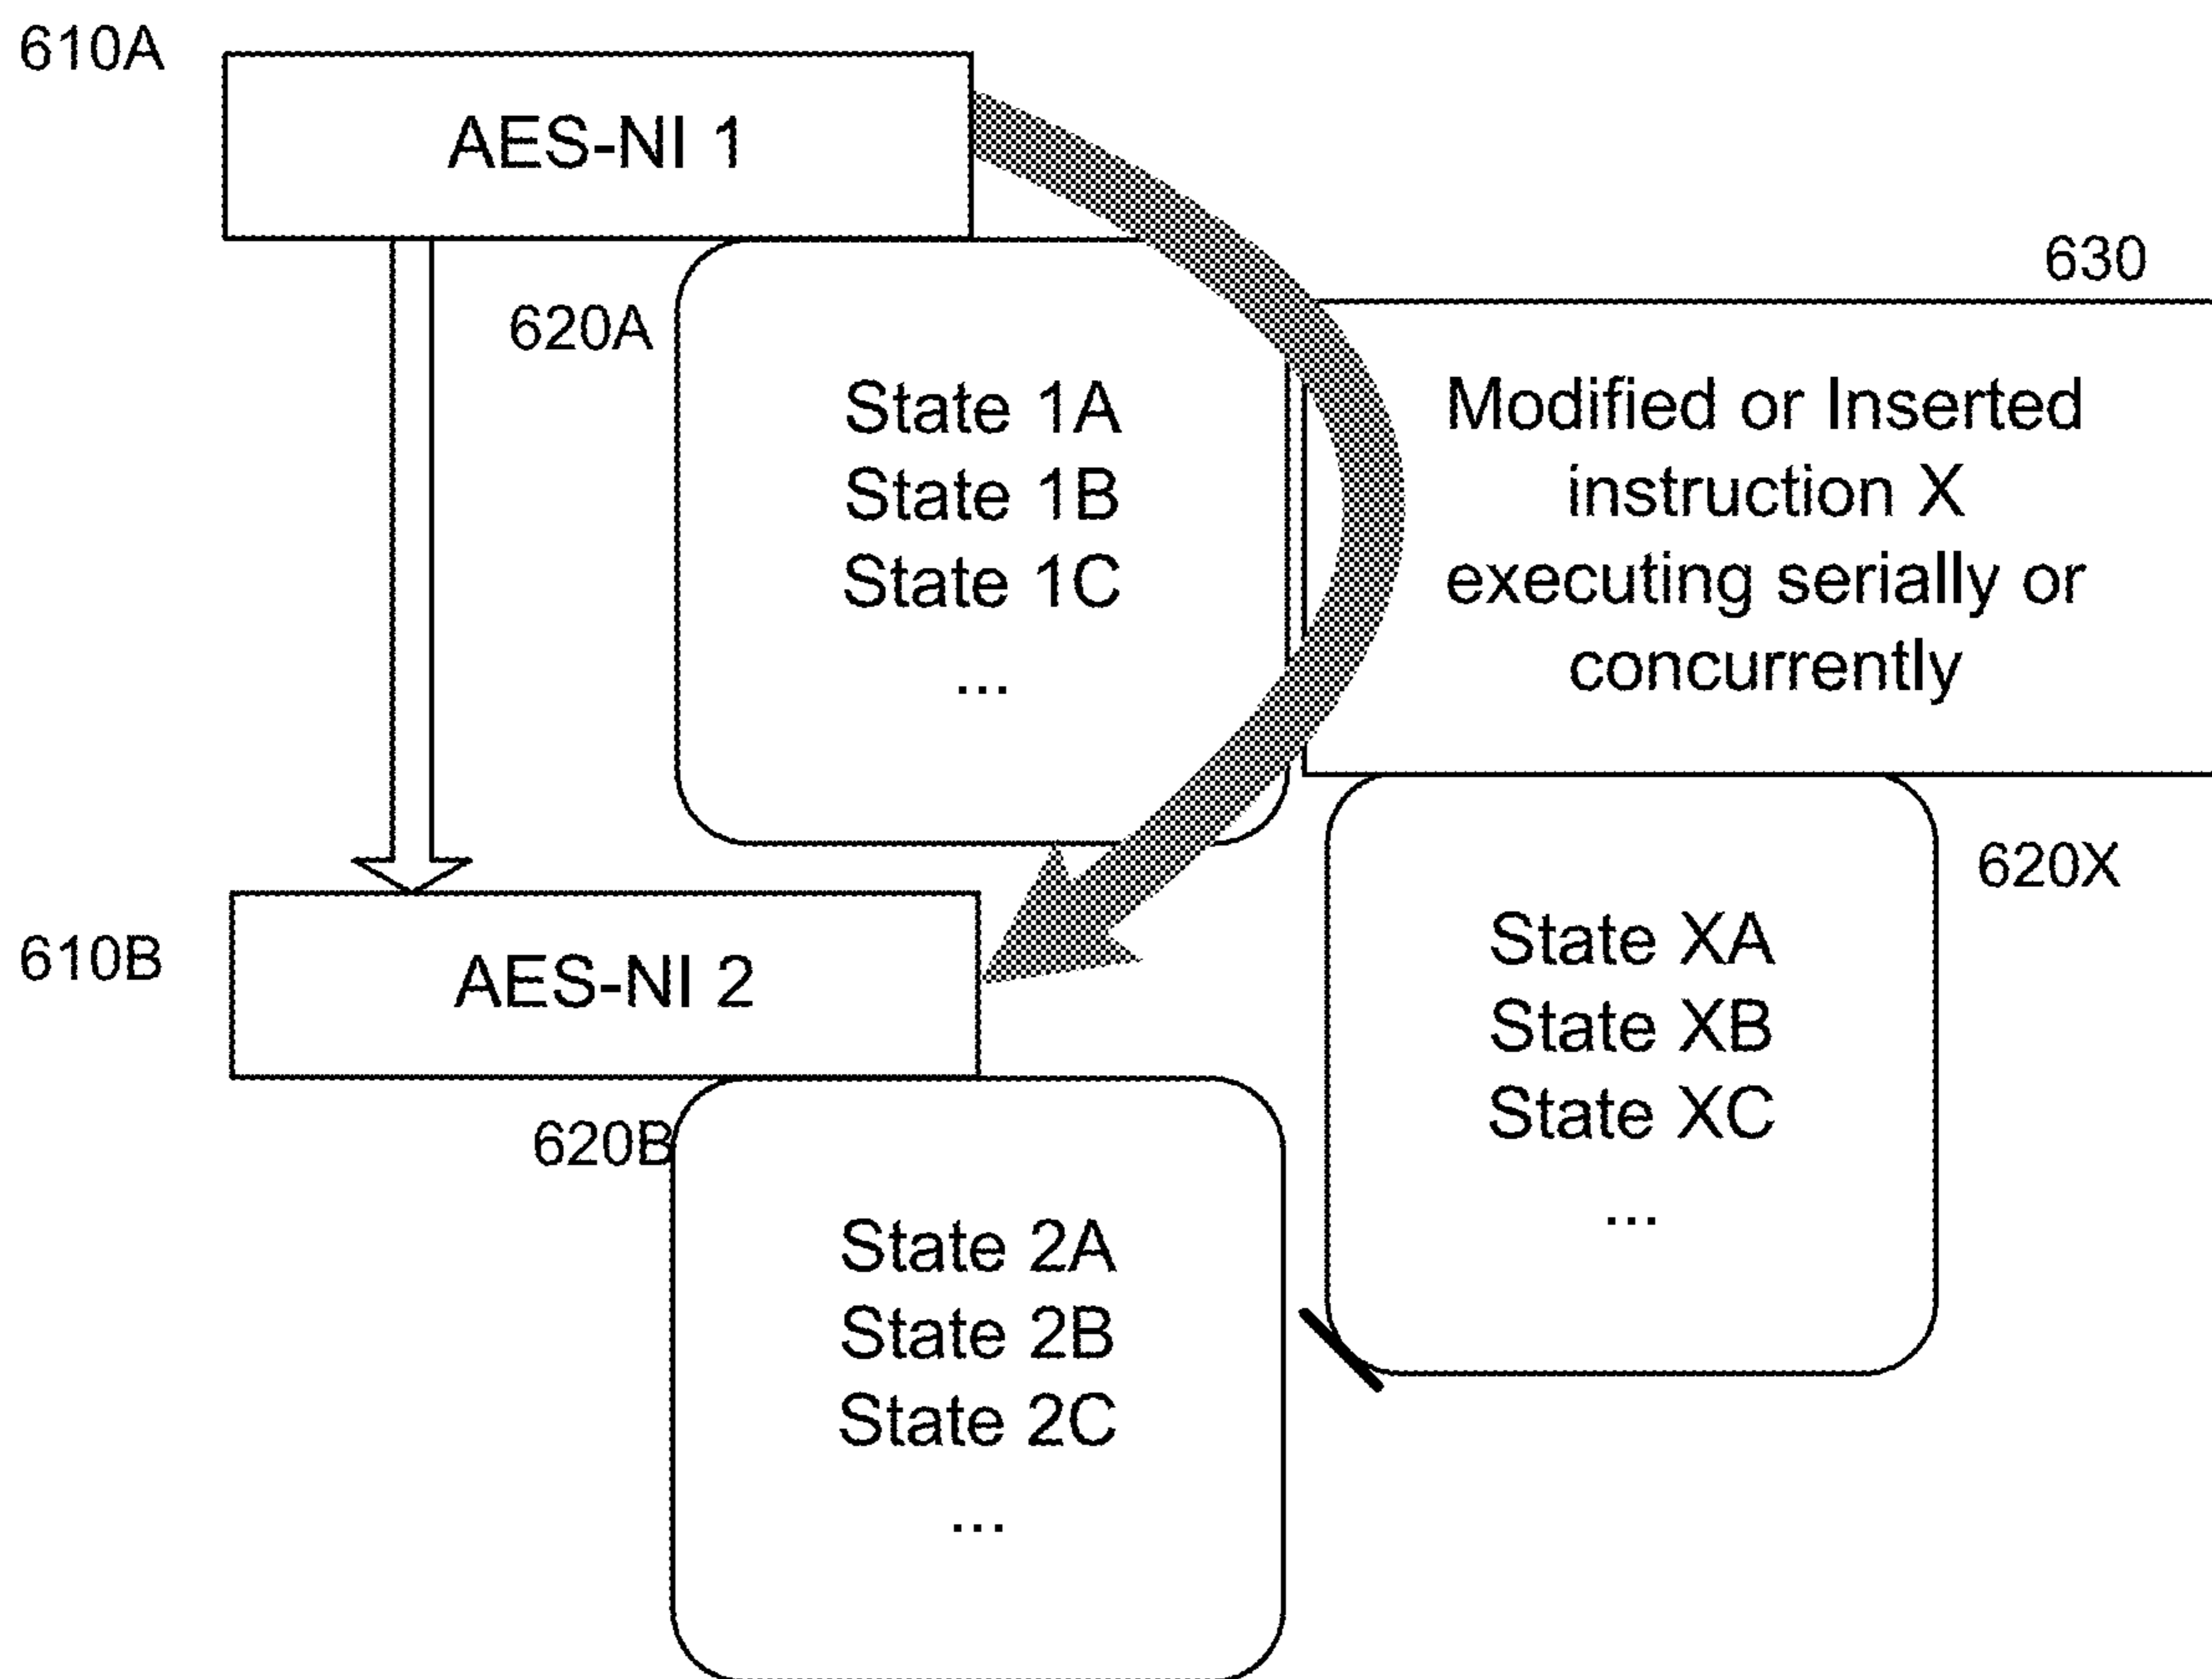 610A
AES-NI 1
630
620A
State 1A
State 1B
State 1C
...
Modified or Inserted
instruction X
executing serially or
concurrently
610B
AES-NI 2
620X
State XA
State XB
State XC
...
620B
State 2A
State 2B
State 2C
...